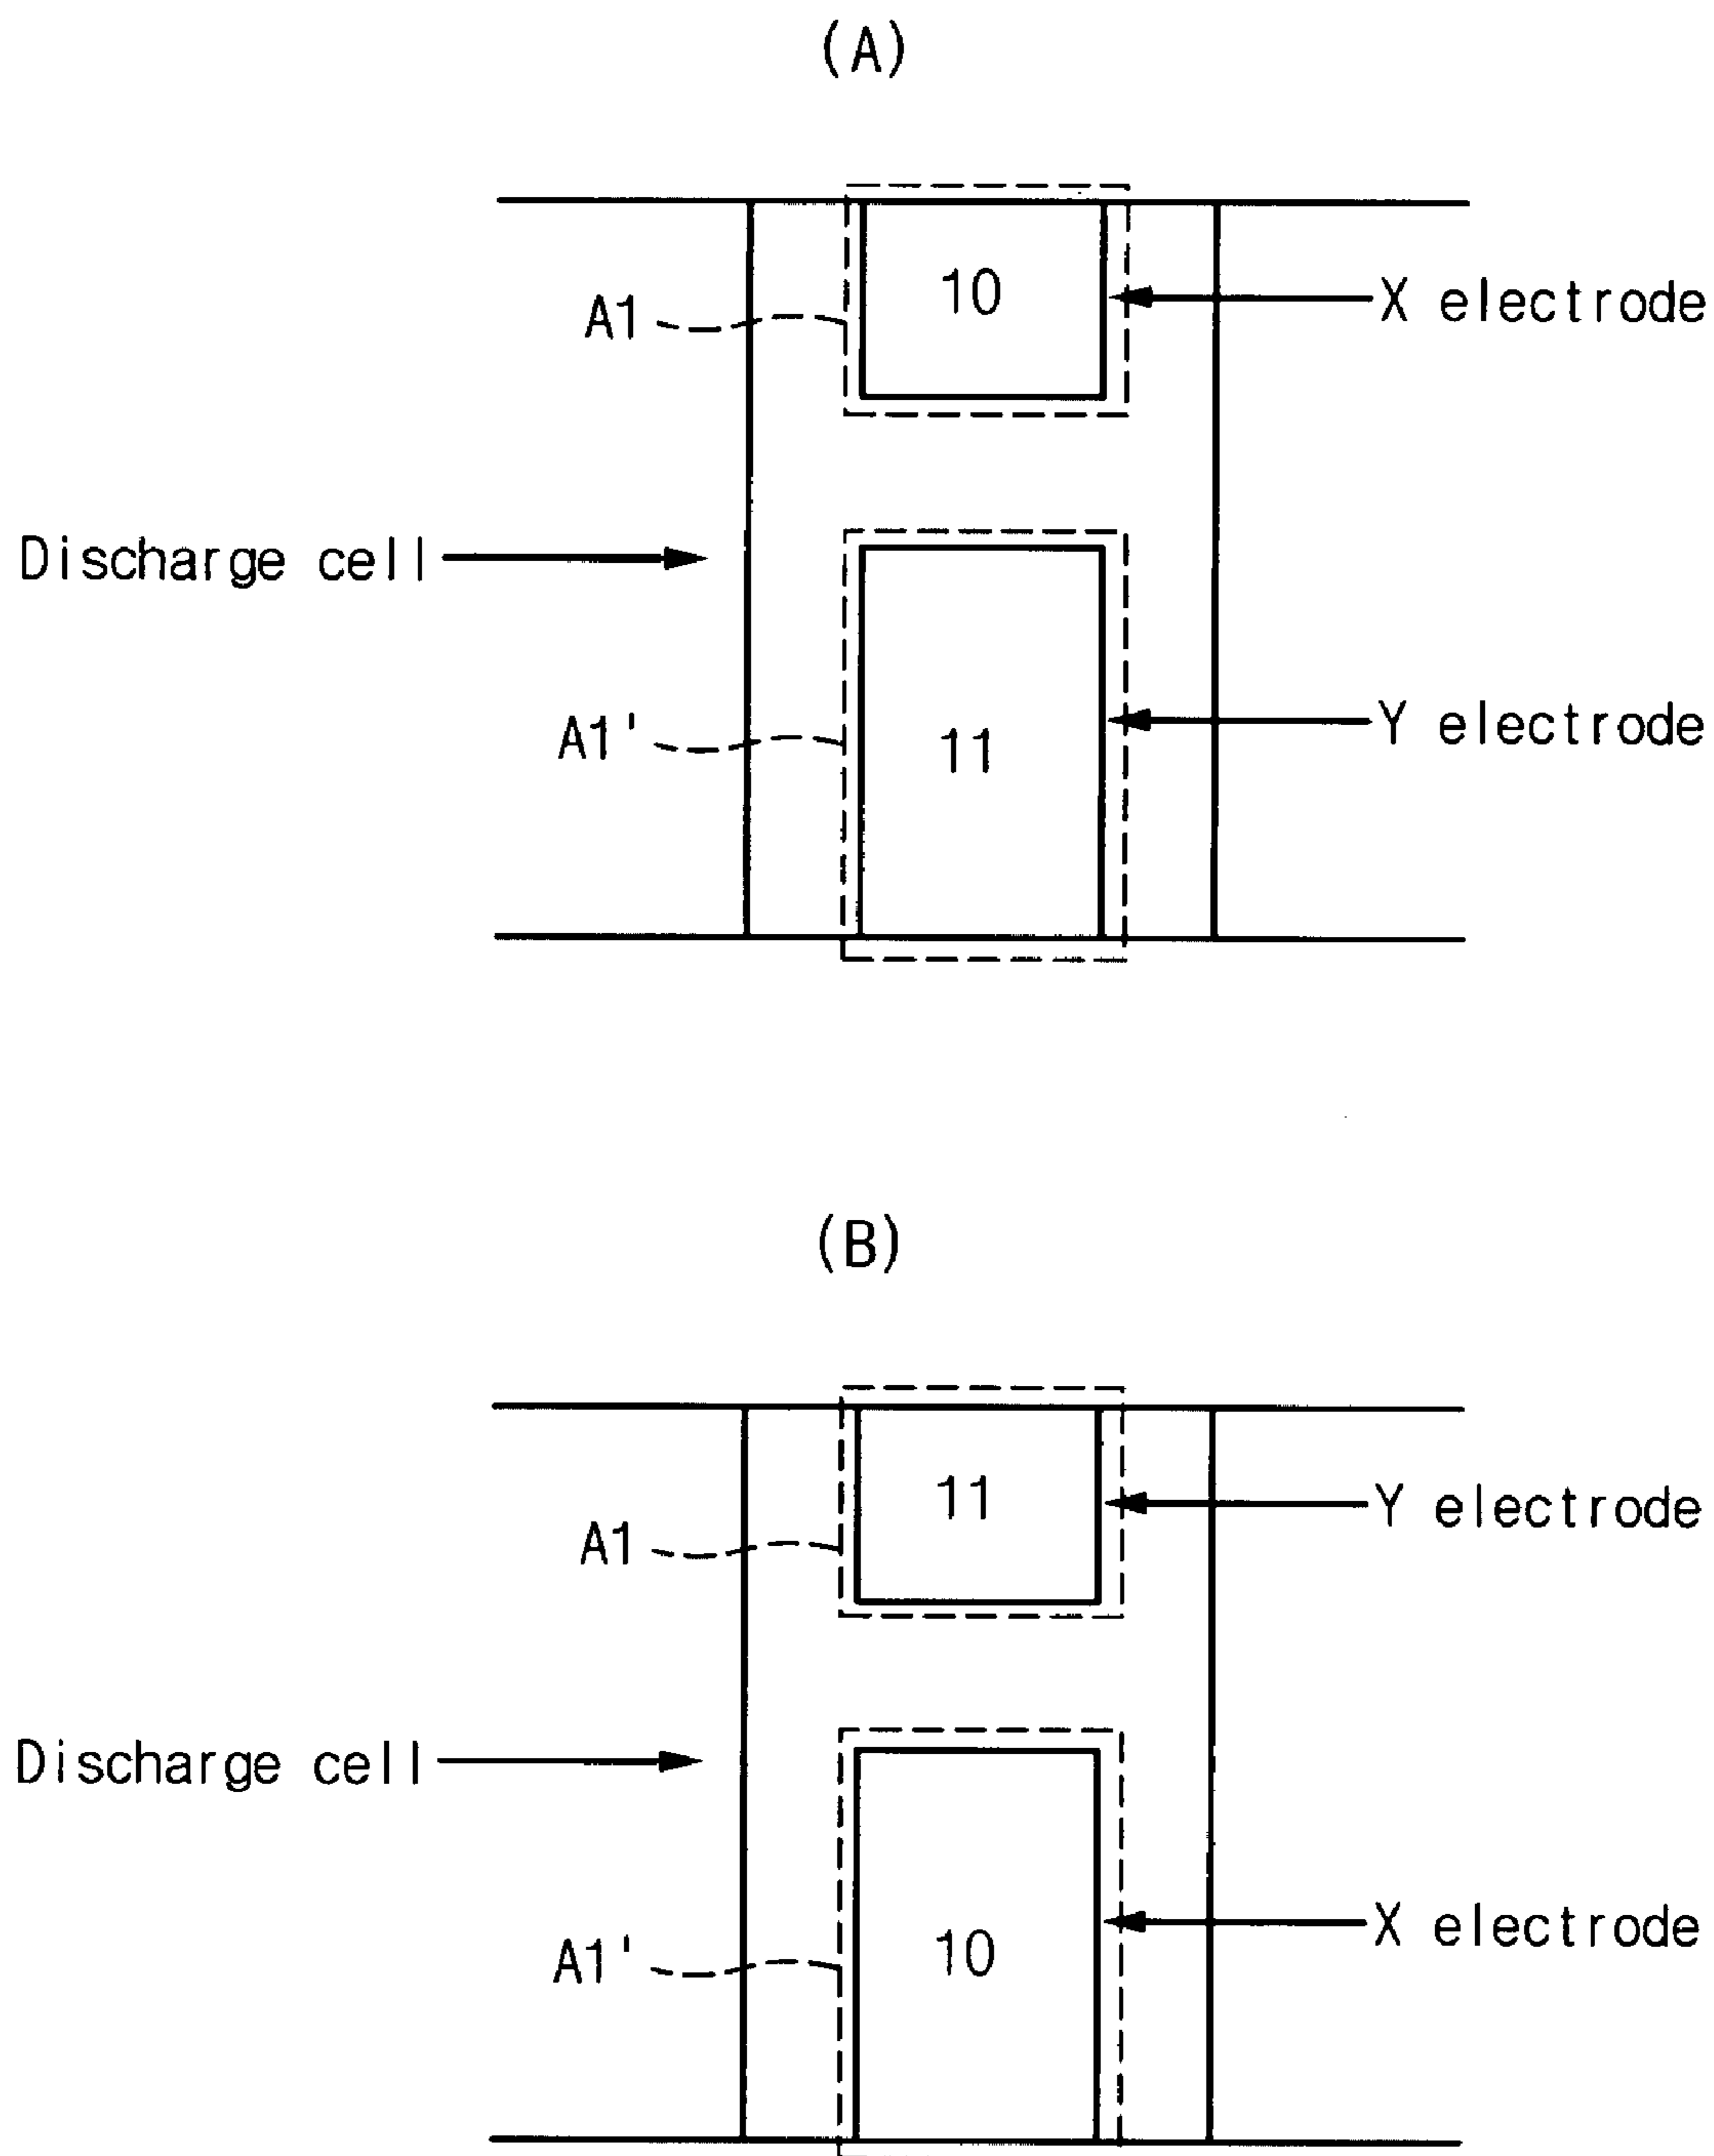 (A)
10
A1
X electrode
Discharge cell
A1'
11
Y electrode
(B)
11
A1
Y electrode
Discharge cell
A1'
10
X electrode